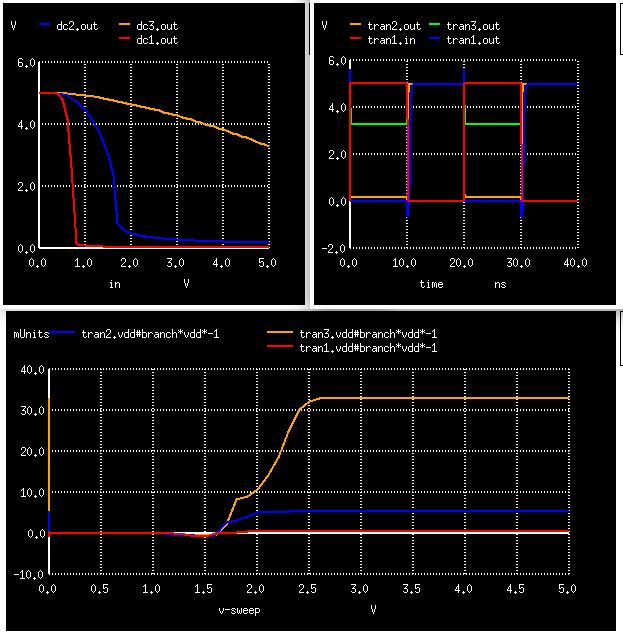 V dc2.out dc3.out
dc1.out
6.0
4.0
2.0
0.0
0.0 1.0 2.0 3.0 4.0 5.0
in V
V tran2.out tran3.out
tran1.in tran1.out
6.0
4.0
2.0
0.0
-2.0
0.0 10.0 20.0 30.0 40.0
time ns
mUnits tran2.vdd#branch*vdd*-1 tran3.vdd#branch*vdd*-1
tran1.vdd#branch*vdd*-1
40.0
30.0
20.0
10.0
0.0
-10.0
0.0 0.5 1.0 1.5 2.0 2.5 3.0 3.5 4.0 4.5 5.0
v-sweep V